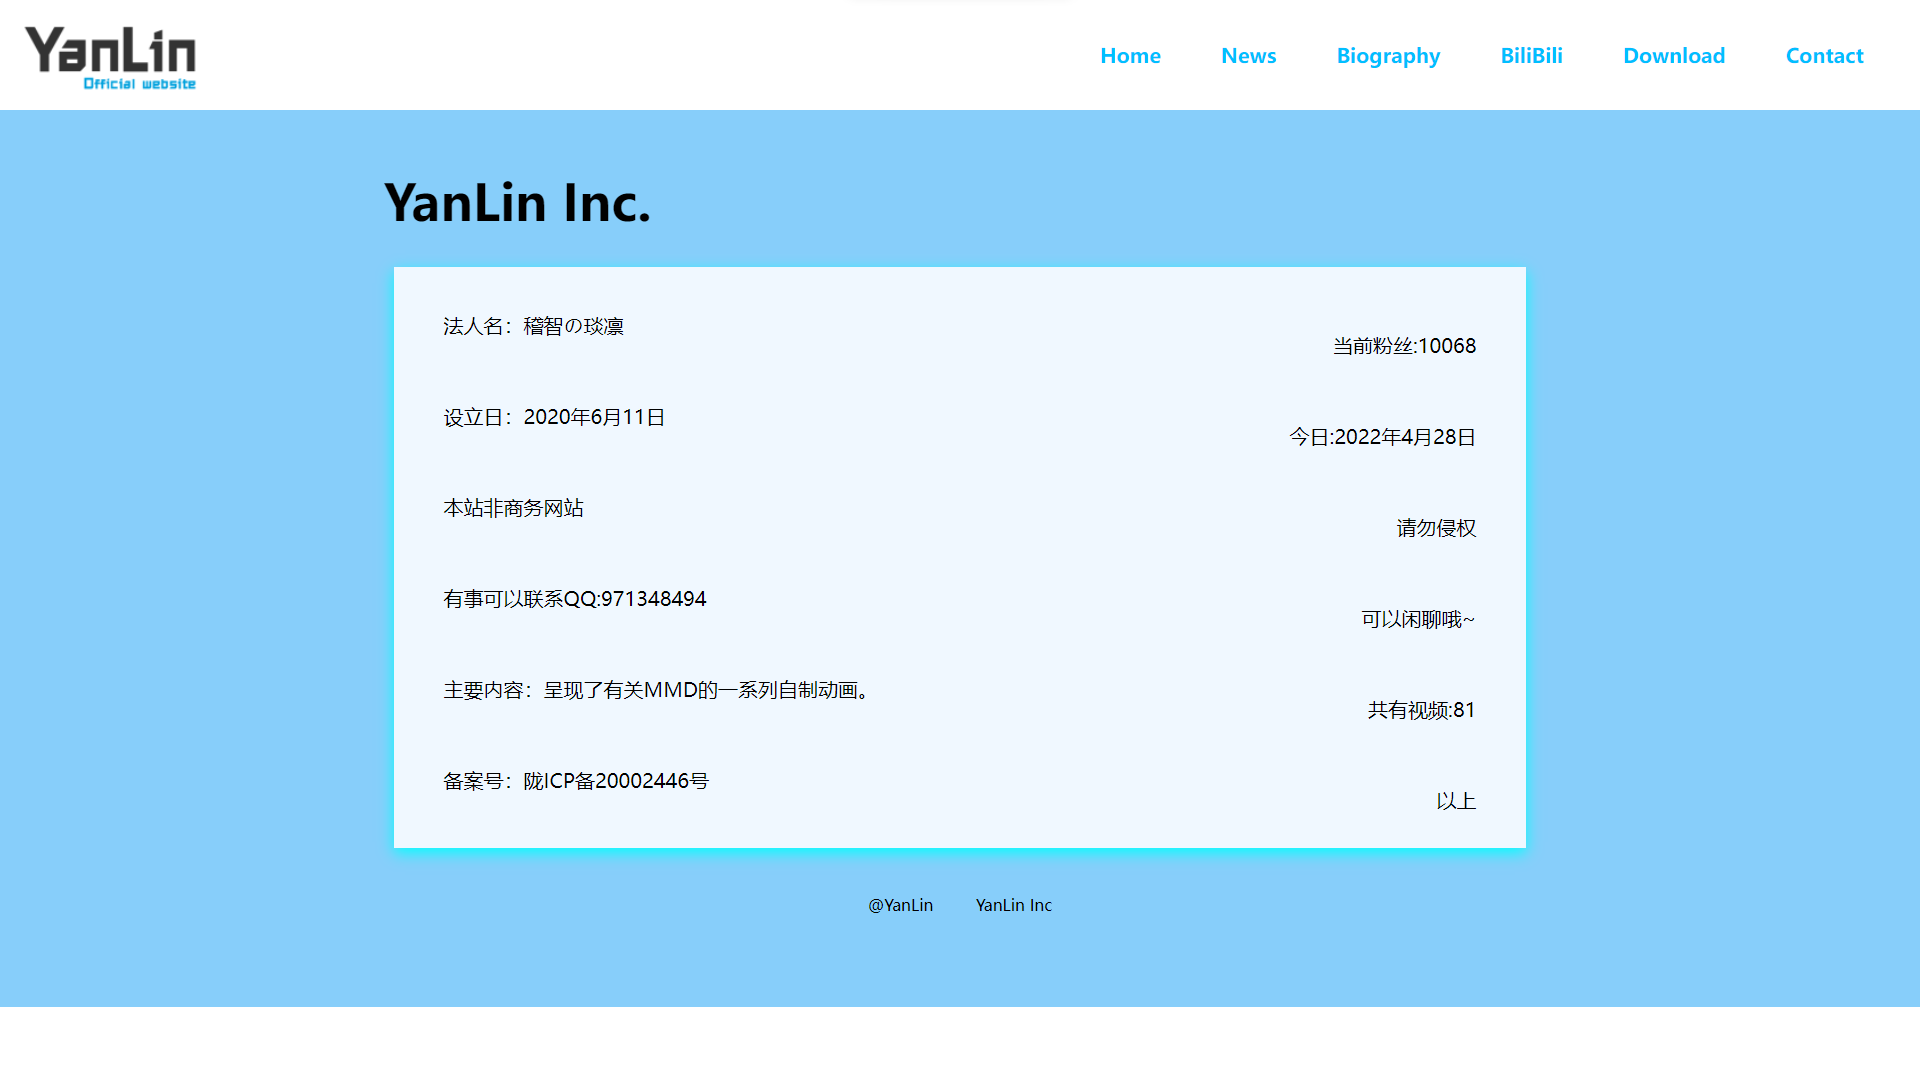 YanLin
Official website
Home
News
Biography
BiliBili
Download
Contact
YanLin Inc.
法人名：稽智の琰凛
当前粉丝:10068
设立日：2020年6月11日
今日:2022年4月28日
本站非商务网站
请勿侵权
有事可以联系QQ:971348494
可以闲聊哦~
主要内容：呈现了有关MMD的一系列自制动画。
共有视频:81
备案号：陇ICP备20002446号
以上
@YanLin
YanLin Inc